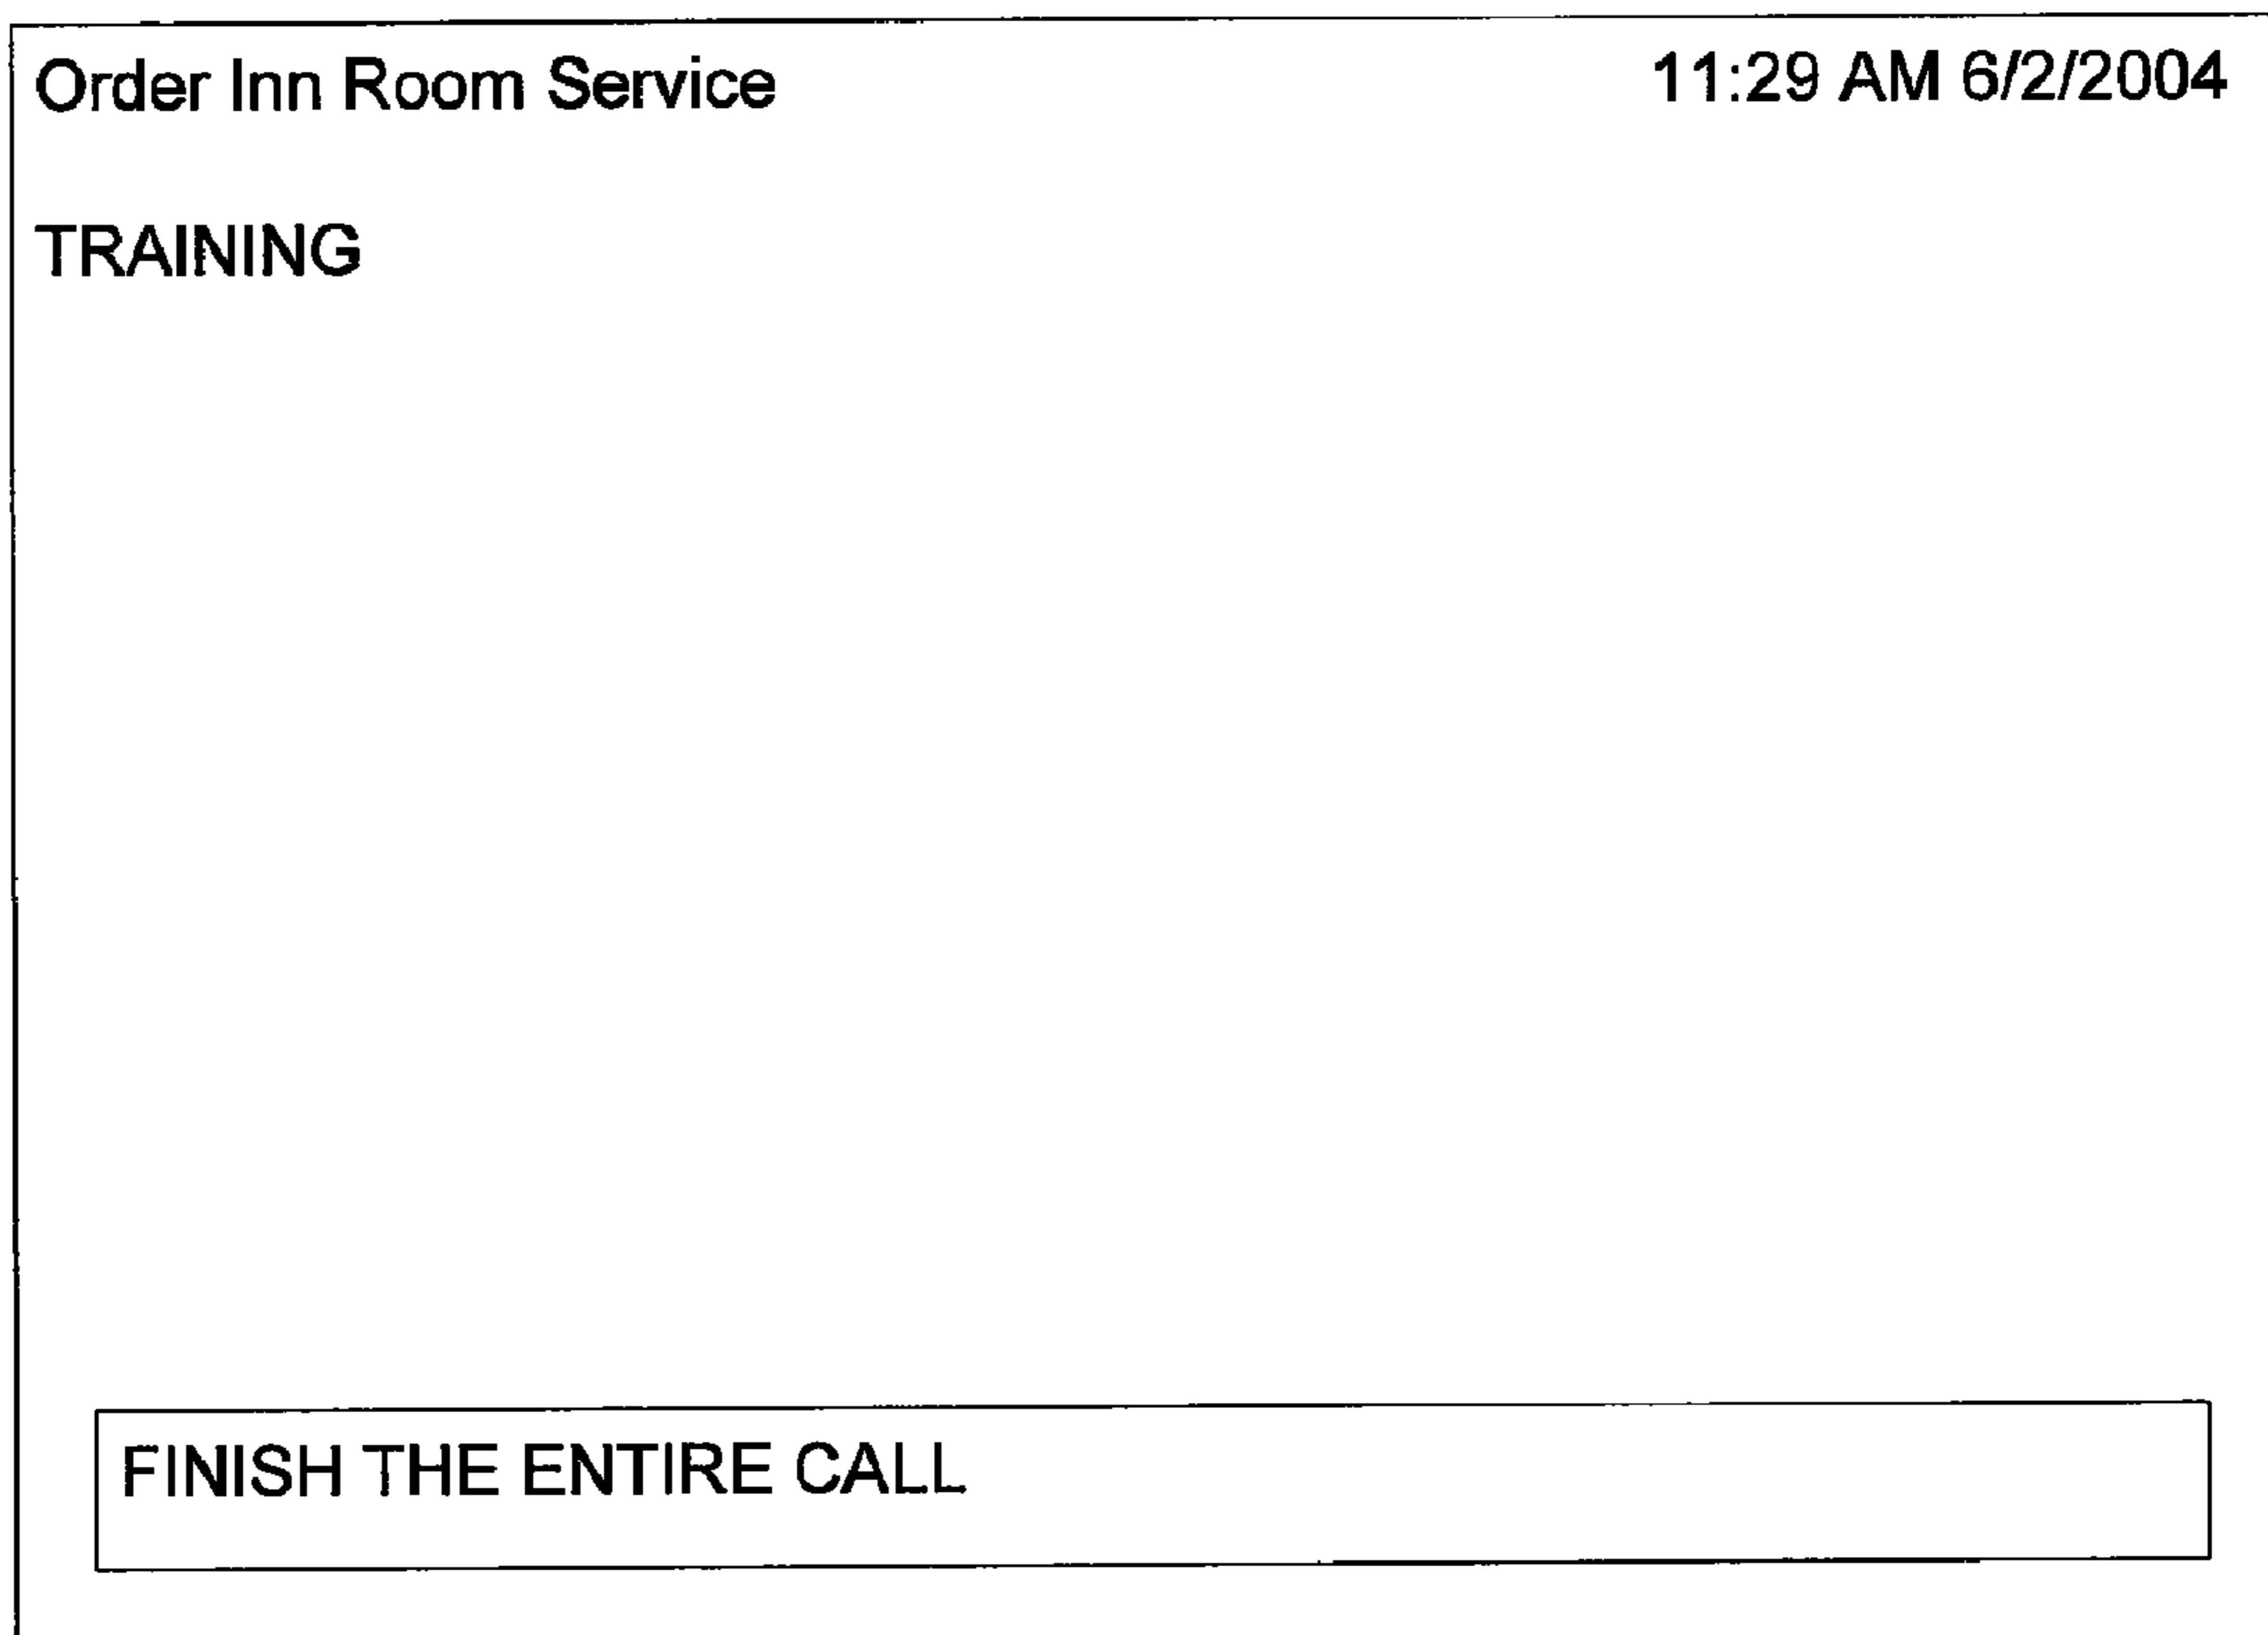 Order Inn Room Service 11:29 AM 6/2/2004
TRAINING
FINISH THE ENTIRE CALL